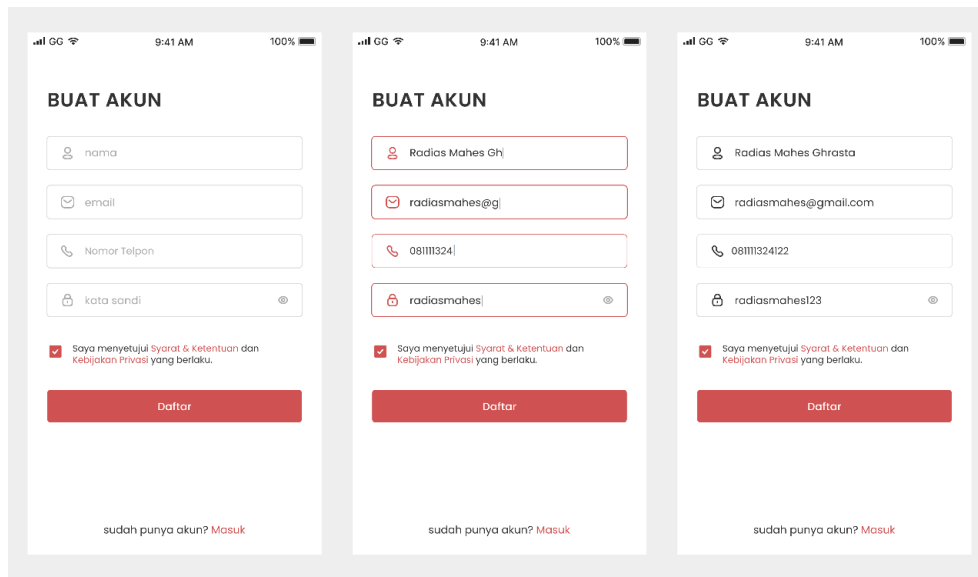 GG 9:41 AM 100%
BUAT AKUN
nama
email
Nomor Telpon
kata sandi
Saya menyetujui Syarat & Ketentuan dan
Kebijakan Privasi yang berlaku.
Daftar
sudah punya akun? Masuk
GG 9:41 AM 100%
BUAT AKUN
Radias Mahes Gh
radiasmahes@g
081111324
radiasmahes
Saya menyetujui Syarat & Ketentuan dan
Kebijakan Privasi yang berlaku.
Daftar
sudah punya akun? Masuk
GG 9:41 AM 100%
BUAT AKUN
Radias Mahes Ghrasta
radiasmahes@gmail.com
081111324122
radiasmahes123
Saya menyetujui Syarat & Ketentuan dan
Kebijakan Privasi yang berlaku.
Daftar
sudah punya akun? Masuk